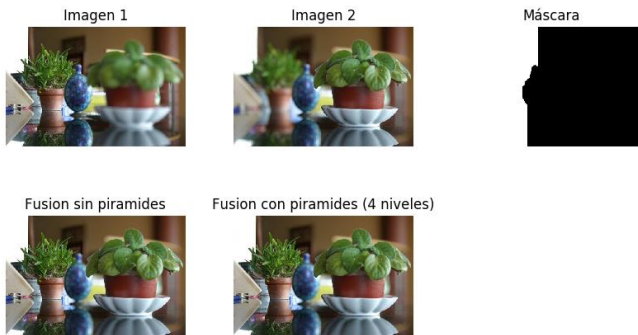 Imagen 1
Imagen 2
Máscara
Fusion sin piramides
Fusion con piramides (4 niveles)